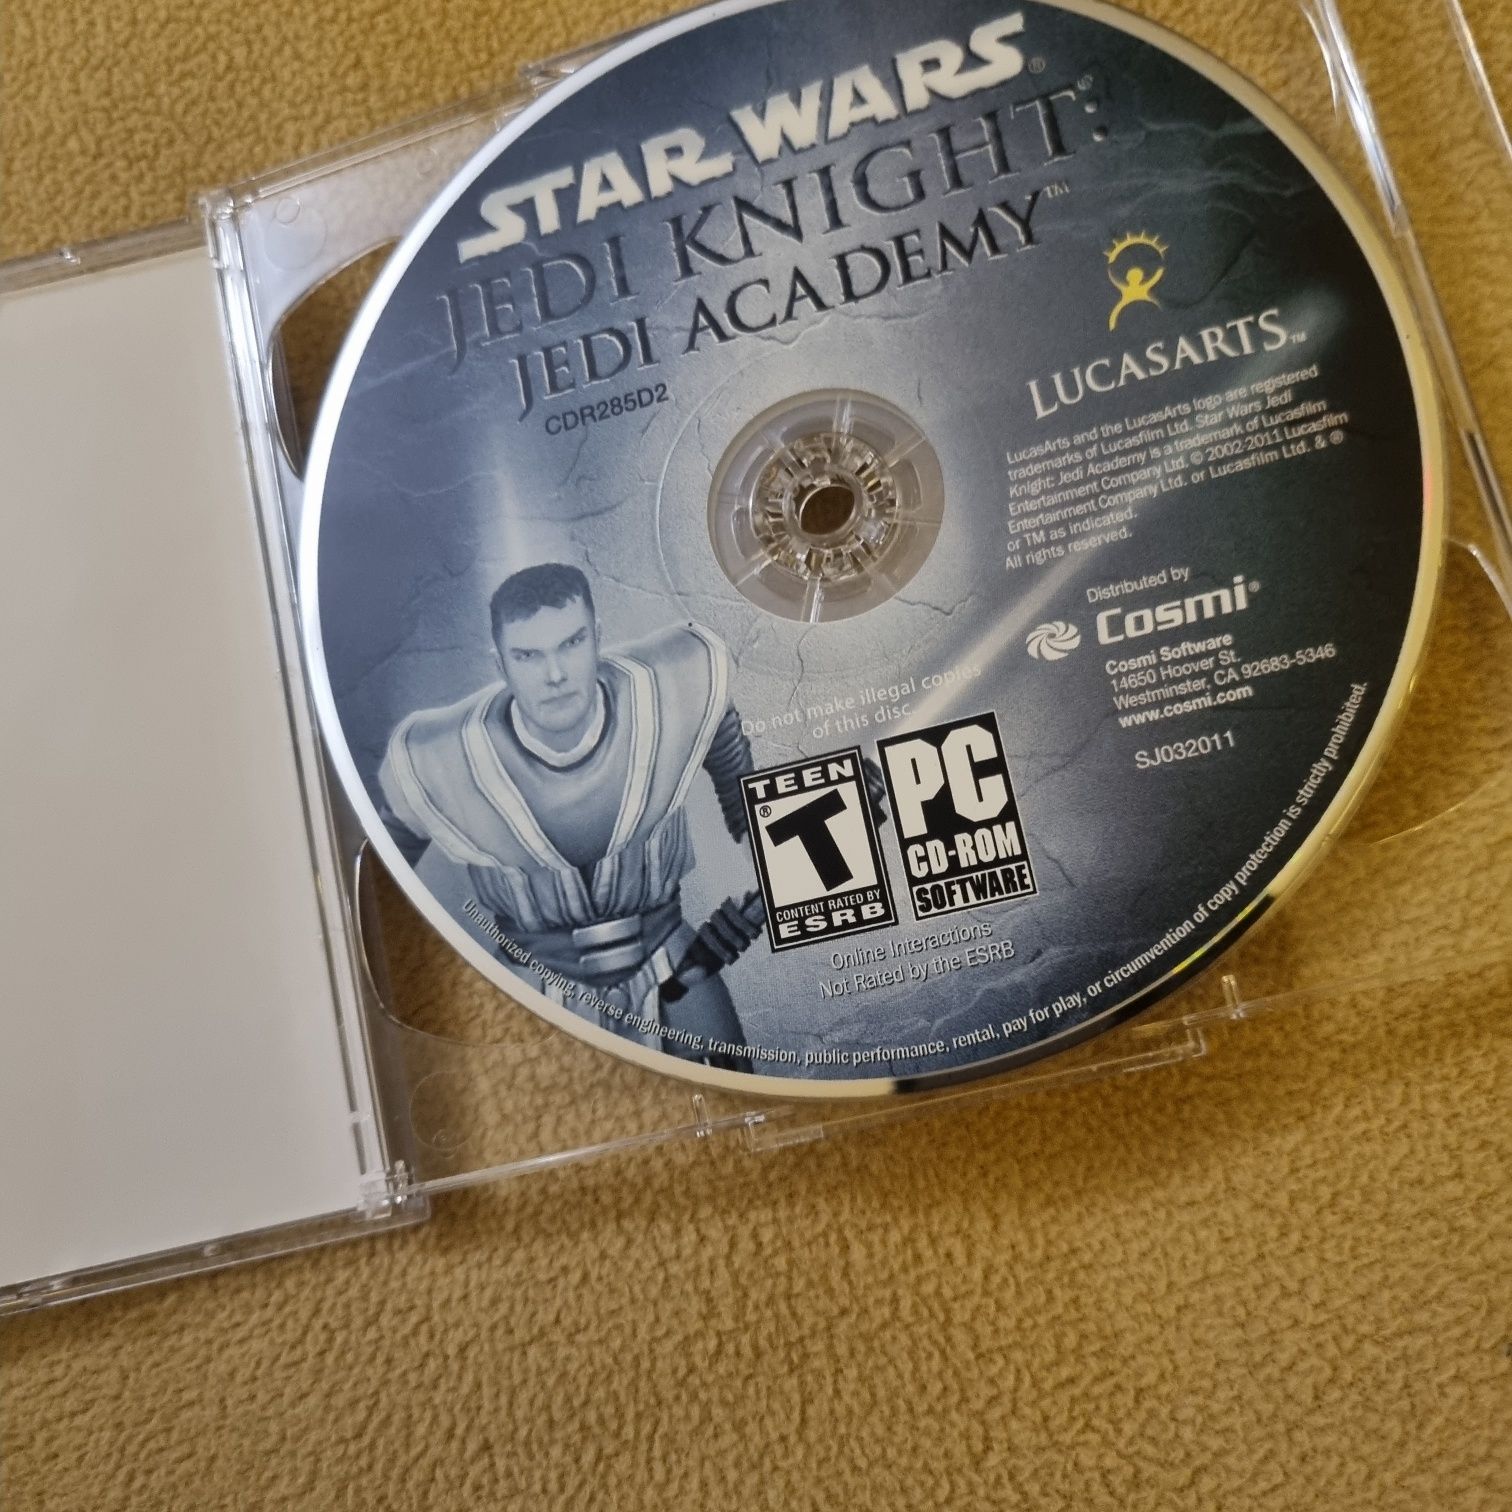 STAR WARS®
JEDI KNIGHT:®
JEDI ACADEMY™
CDR285D2
LUCASARTS™
LucasArts and the LucasArts logo are registered
trademarks of Lucasfilm Ltd. Star Wars Jedi
Knight: Jedi Academy is a trademark of Lucasfilm
Entertainment Company Ltd. © 2002-2011 Lucasfilm
Entertainment Company Ltd. or Lucasfilm Ltd. & ®
or TM as indicated.
All rights reserved.
Distributed by
Cosmi®
Cosmi Software
14650 Hoover St.
Westminster, CA 92683-5346
www.cosmi.com
SJ032011
Do not make illegal copies
of this disc.
TEEN
T®
CONTENT RATED BY
ESRB
PC
CD-ROM
SOFTWARE
Online Interactions
Not Rated by the ESRB
Unauthorized copying, reverse engineering, transmission, public performance, rental, pay for play, or circumvention of copy protection is strictly prohibited.